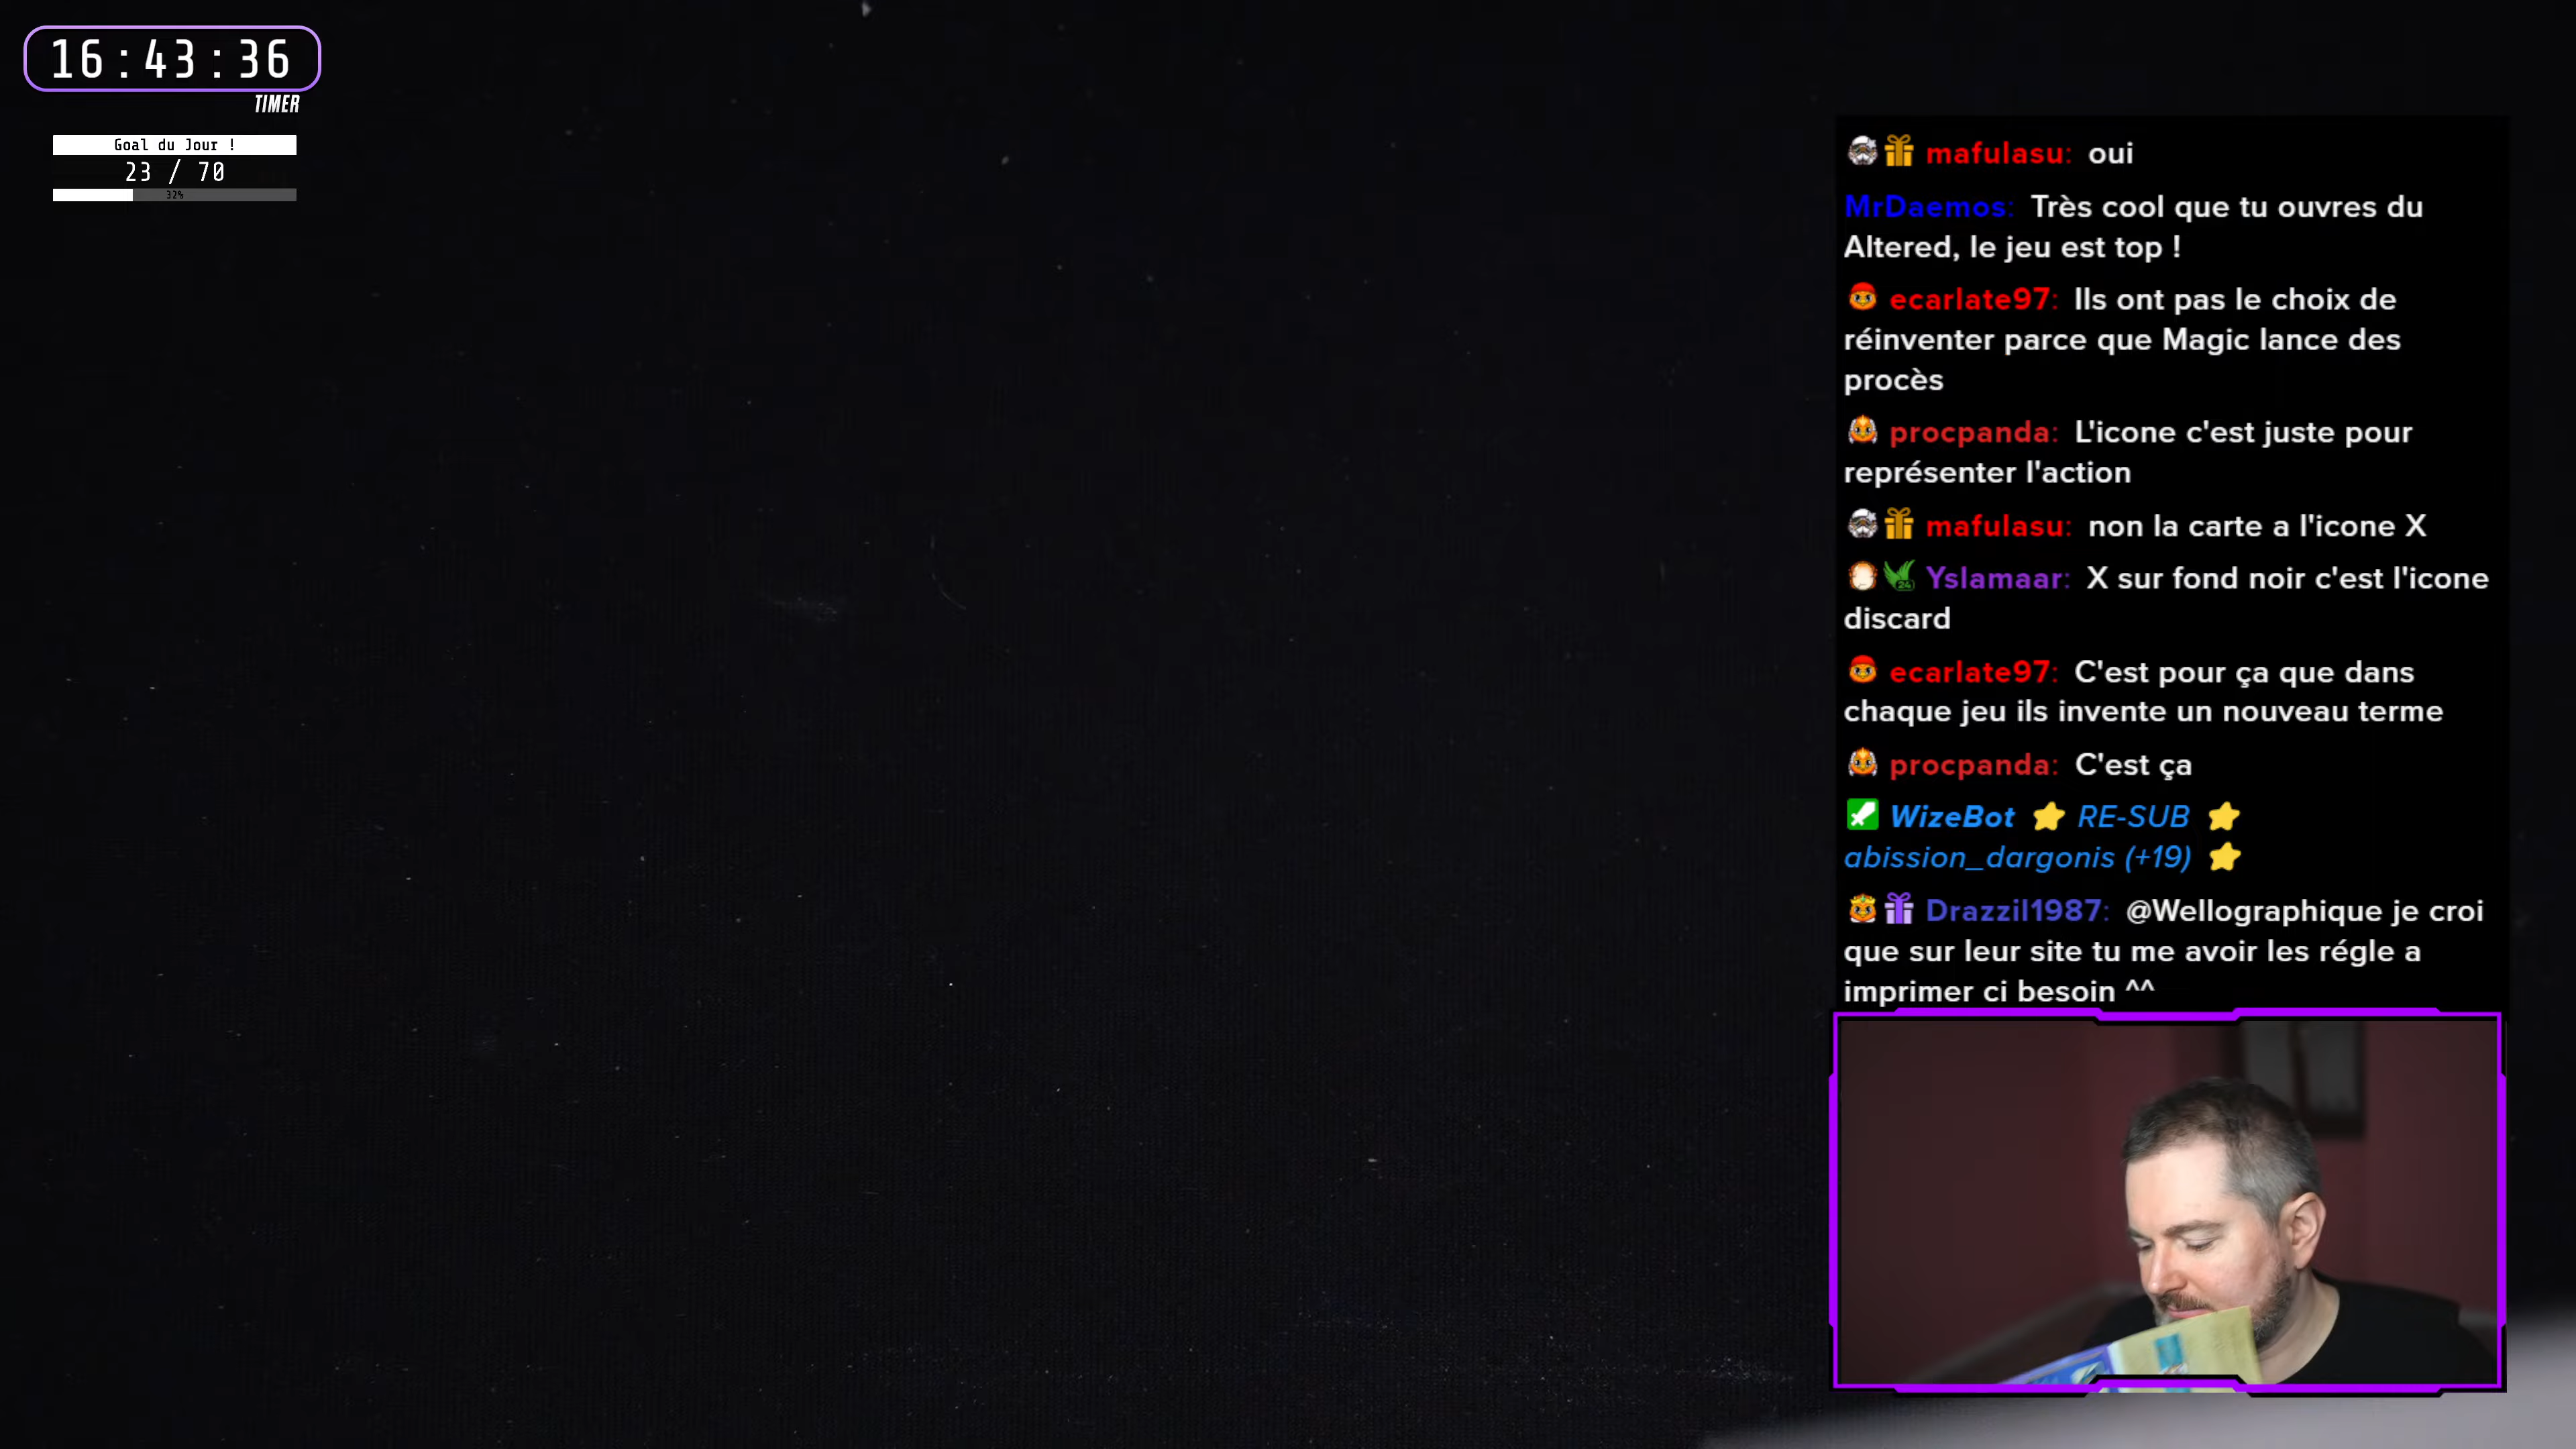 16:43:36
TIMER
Goal du Jour !
23 / 70
32%
mafulasu: oui
MrDaemos: Très cool que tu ouvres du
Altered, le jeu est top !
ecarlate97: Ils ont pas le choix de
réinventer parce que Magic lance des
procès
procpanda: L'icone c'est juste pour
représenter l'action
mafulasu: non la carte a l'icone X
Yslamaar: X sur fond noir c'est l'icone
discard
ecarlate97: C'est pour ça que dans
chaque jeu ils invente un nouveau terme
procpanda: C'est ça
WizeBot RE-SUB
abission_dargonis (+19)
Drazzil1987: @Wellographique je croi
que sur leur site tu me avoir les régle a
imprimer ci besoin ^^